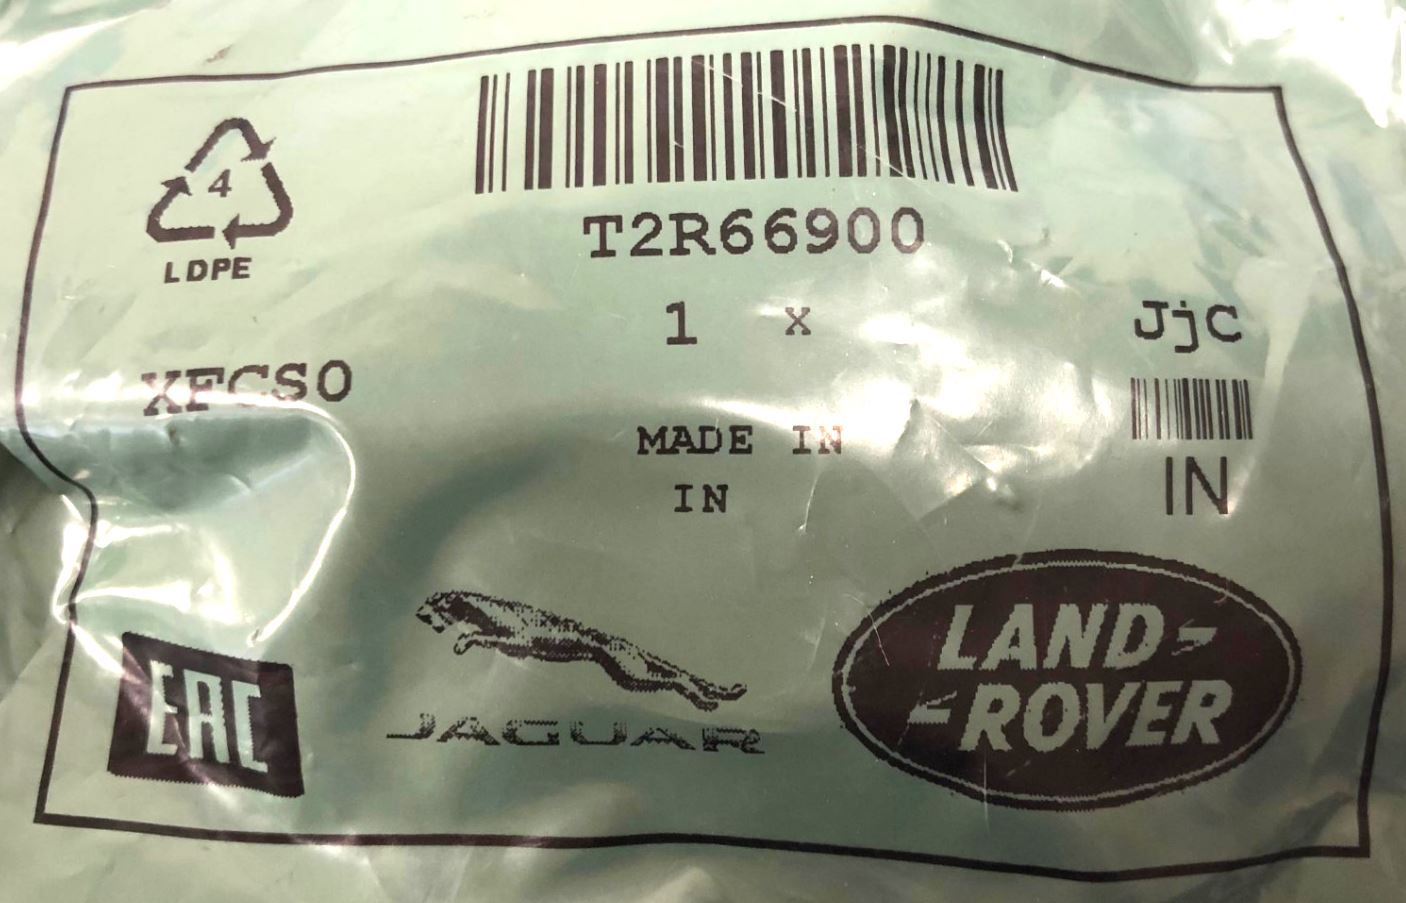 4
LDPE
T2R66900
1 x
JjC
XFCS0
MADE IN
IN
IN
EAC
JAGUAR
LAND-
-ROVER